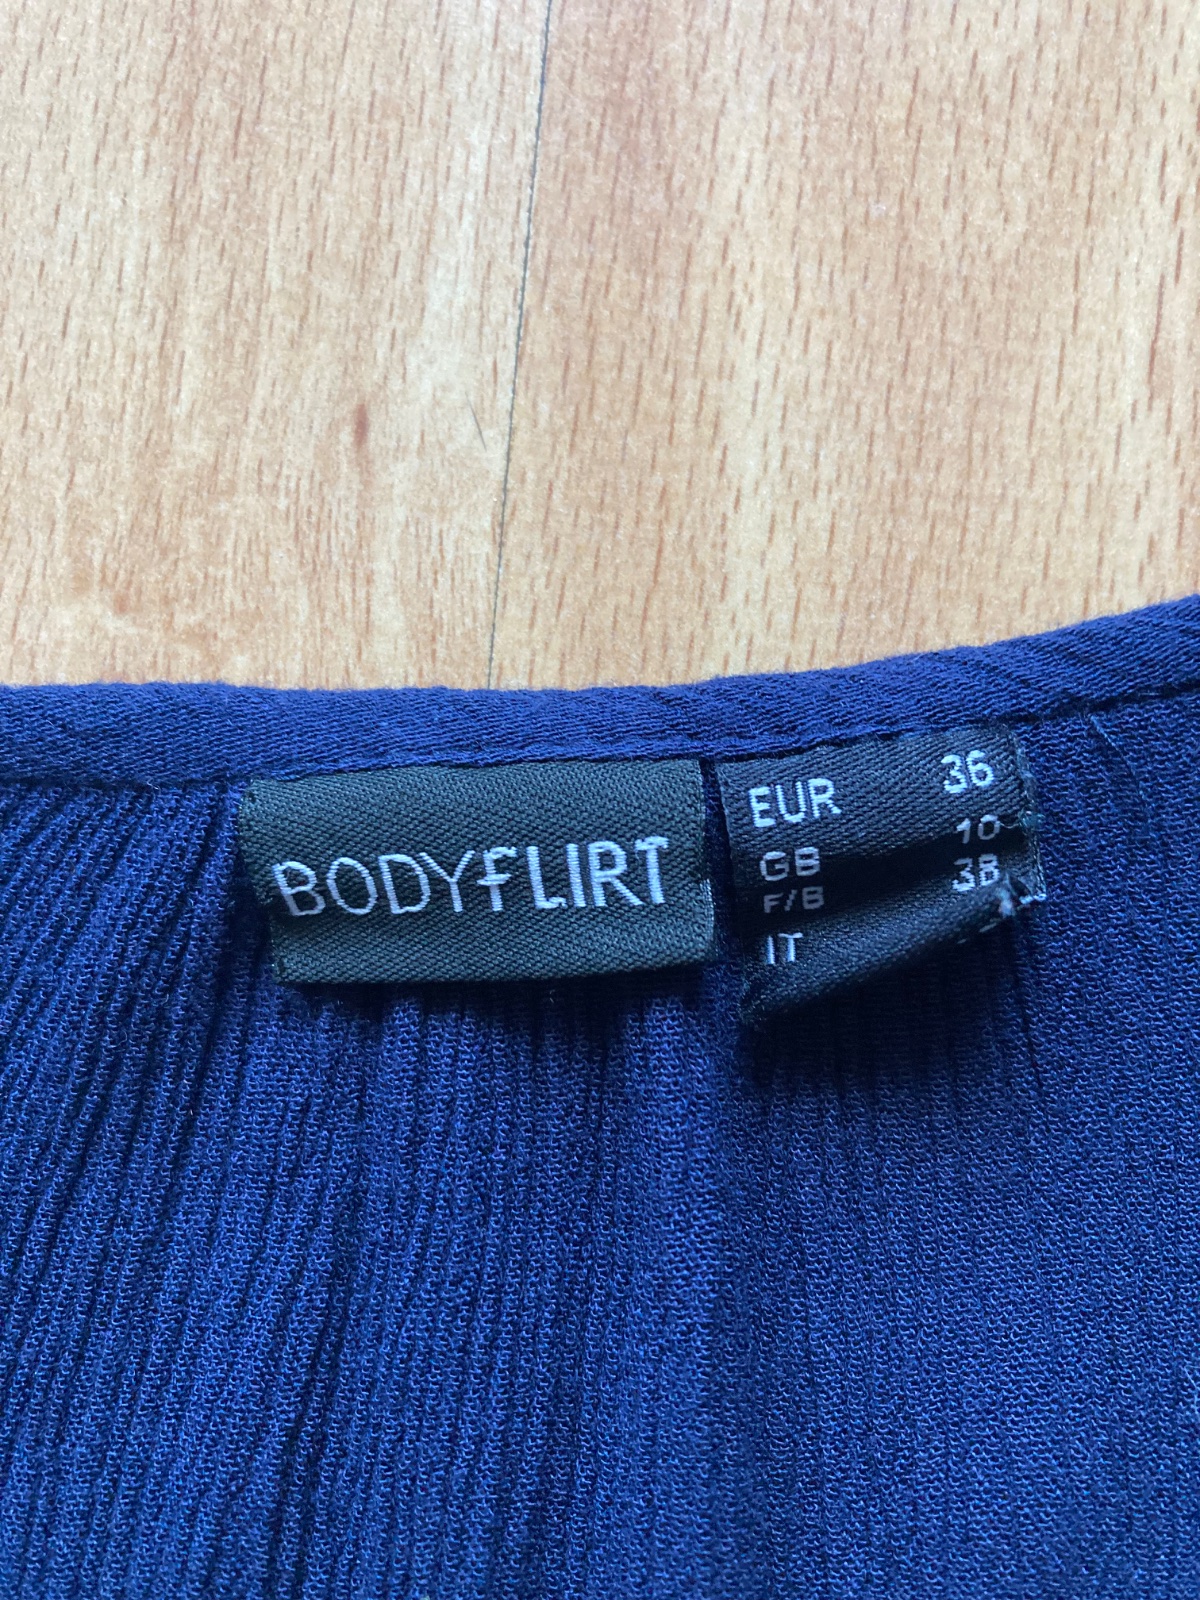 BODYFLIRT
EUR 36
GB 10
F/B 38
IT